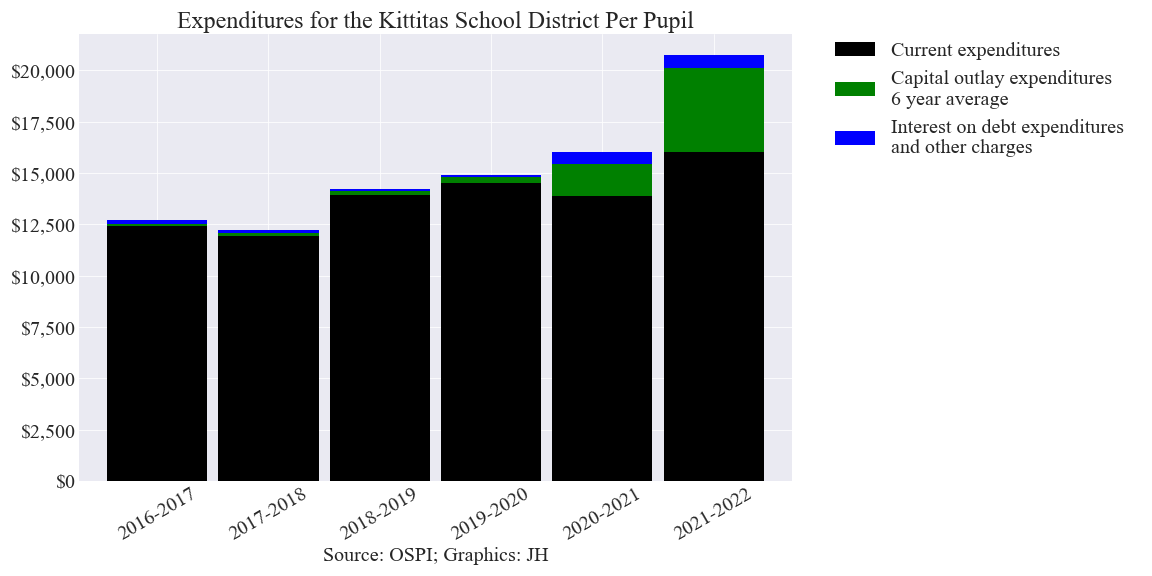 Expenditures for the Kittitas School District Per Pupil
$20,000
$17,500
$15,000
$12,500
$10,000
$7,500
$5,000
$2,500
$0
2016-2017
2017-2018
2018-2019
2019-2020
2020-2021
2021-2022
Source: OSPI; Graphics: JH
Current expenditures
Capital outlay expenditures
6 year average
Interest on debt expenditures
and other charges